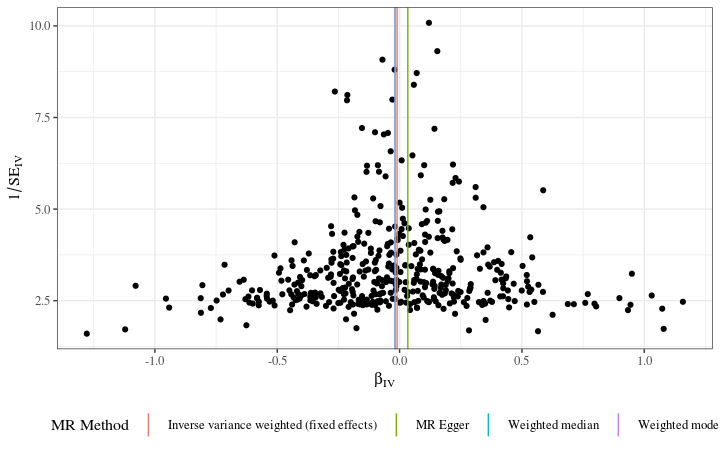 10.0
7.5
5.0
2.5
1/SE_IV
-1.0
-0.5
0.0
0.5
1.0
β_IV
MR Method
Inverse variance weighted (fixed effects)
MR Egger
Weighted median
Weighted mode